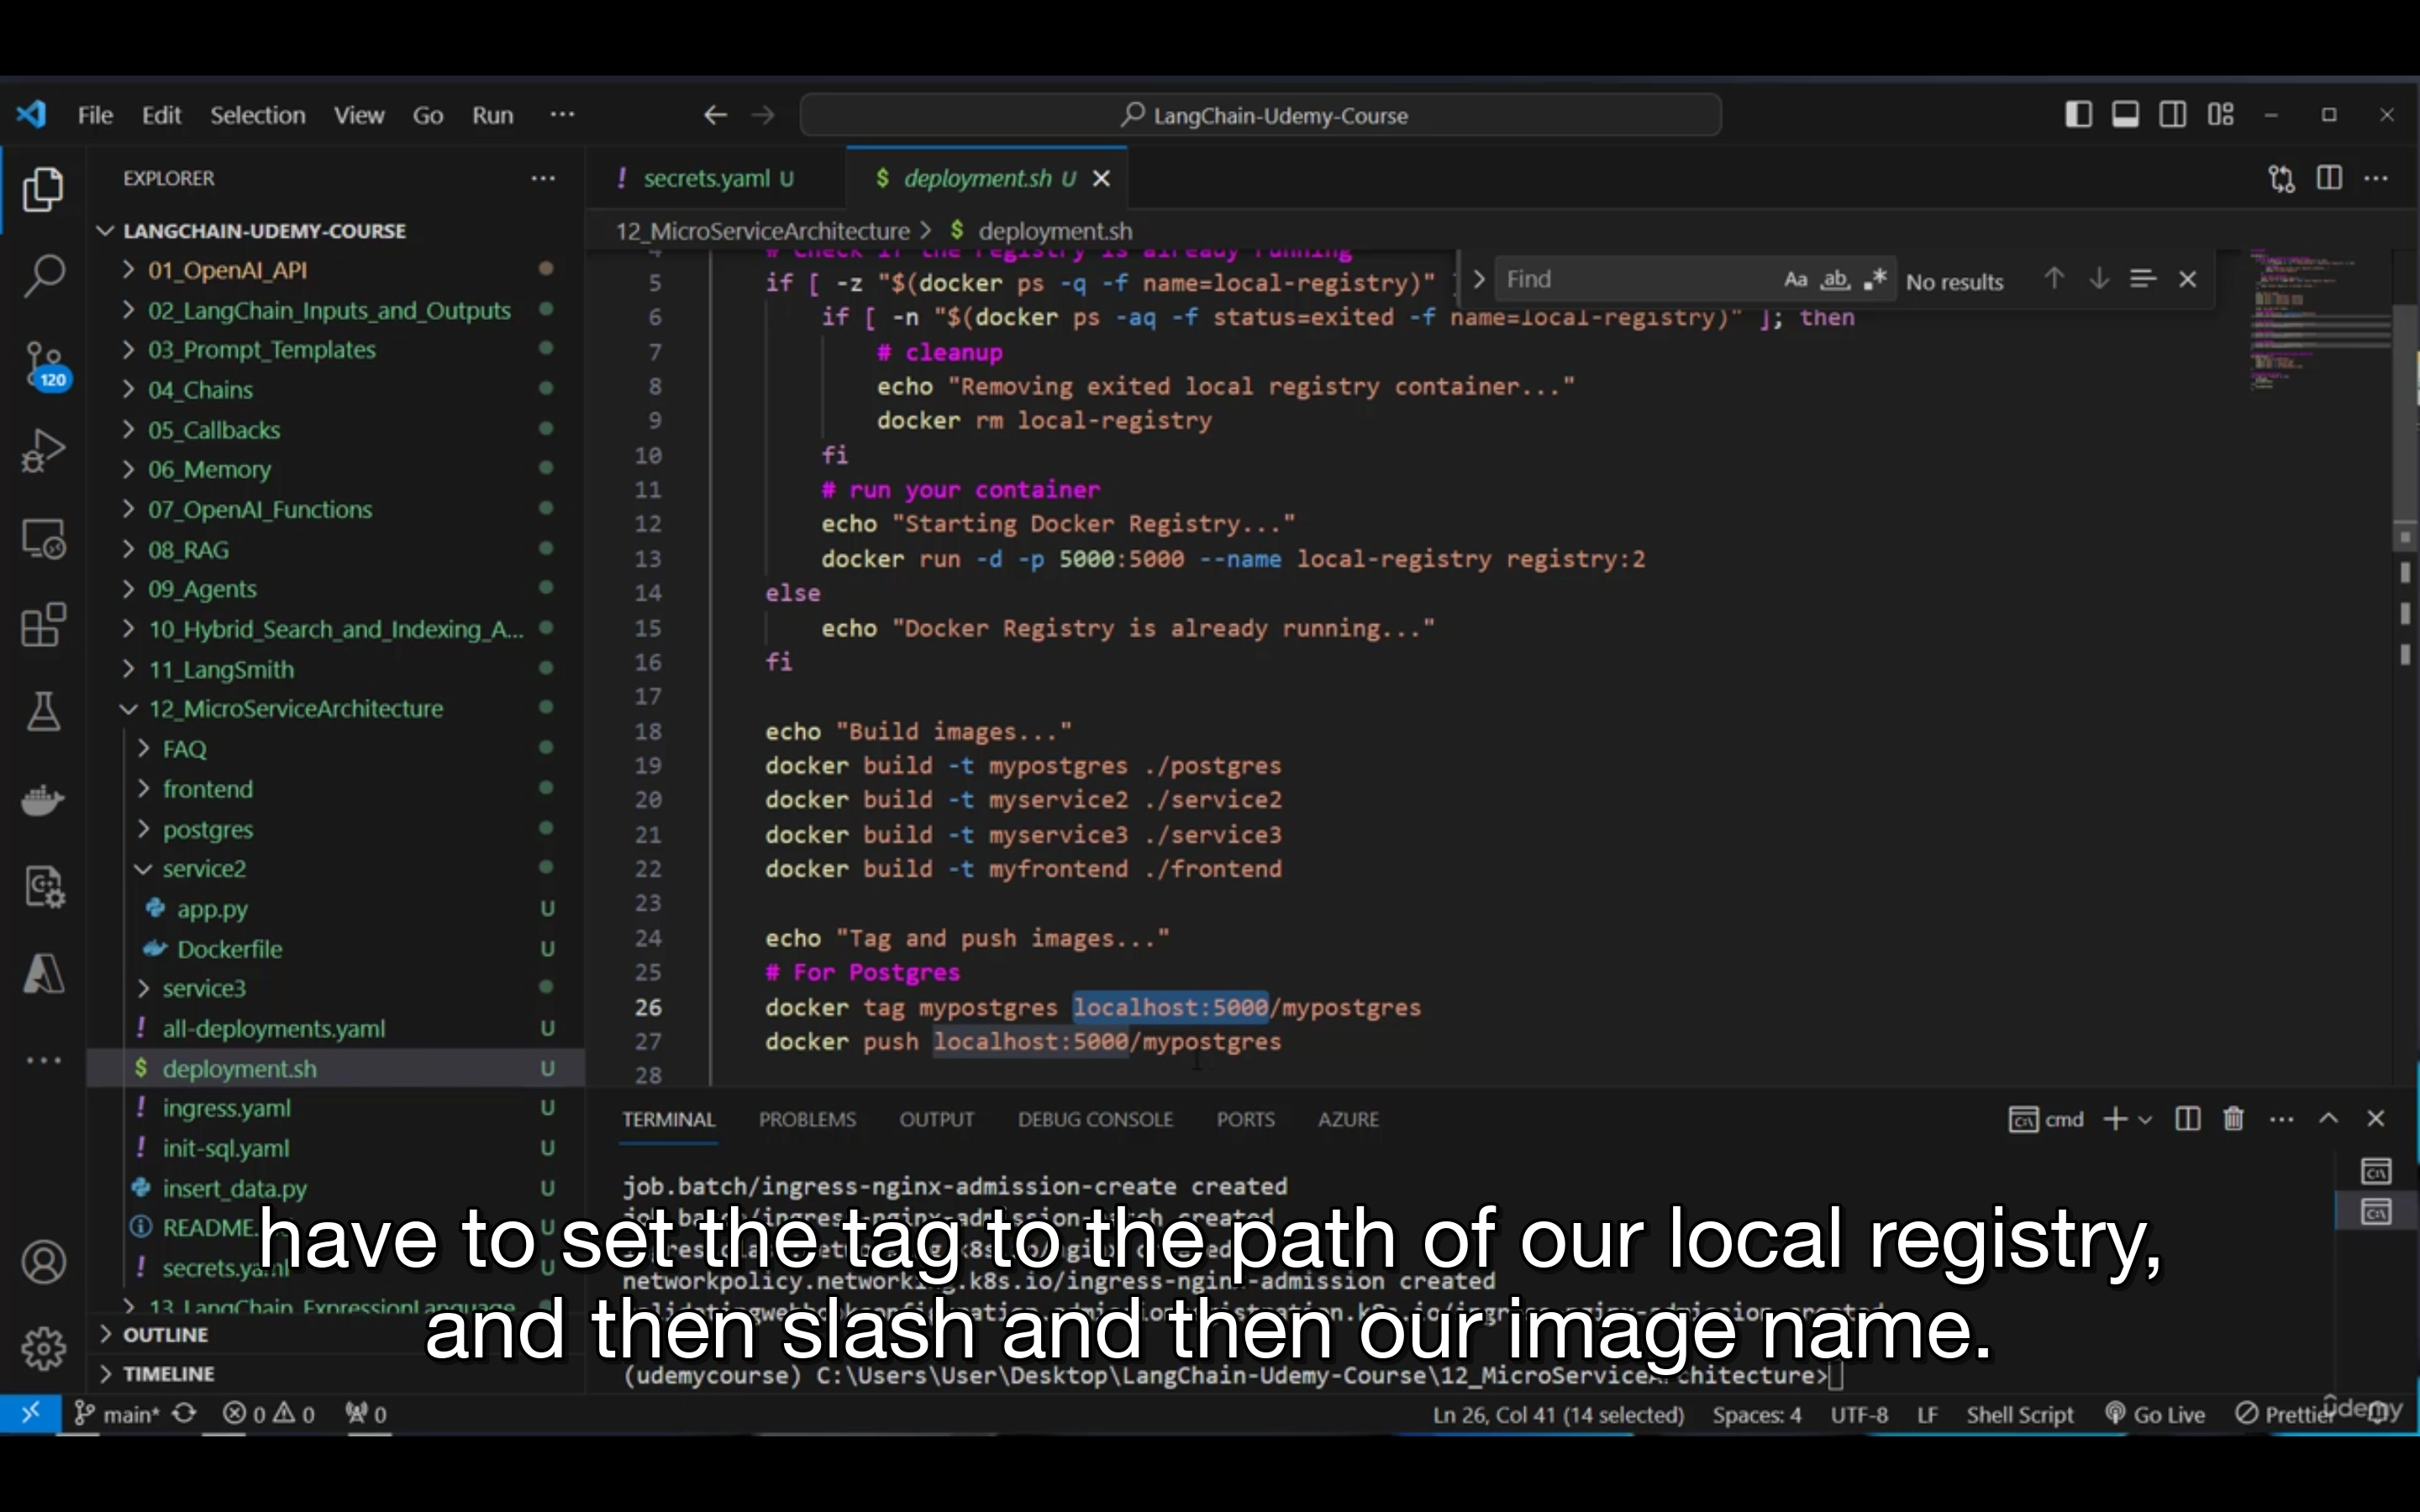 File Edit Selection View Go Run ···
LangChain-Udemy-Course
EXPLORER
LANGCHAIN-UDEMY-COURSE
01_OpenAI_API
02_LangChain_Inputs_and_Outputs
03_Prompt_Templates
04_Chains
05_Callbacks
06_Memory
07_OpenAI_Functions
08_RAG
09_Agents
10_Hybrid_Search_and_Indexing_A...
11_LangSmith
12_MicroServiceArchitecture
FAQ
frontend
postgres
service2
app.py U
Dockerfile U
service3
all-deployments.yaml U
deployment.sh U
ingress.yaml U
init-sql.yaml U
insert_data.py U
README. U
secrets.yaml U
13_LangChain_ExpressionLanguage
OUTLINE
TIMELINE
120
! secrets.yaml U
$ deployment.sh U
12_MicroServiceArchitecture > $ deployment.sh
Find Aa ab No results
4 # Check if the registry is already running
5 if [ -z "$(docker ps -q -f name=local-registry)"
6 if [ -n "$(docker ps -aq -f status=exited -f name=local-registry)" ]; then
7 # cleanup
8 echo "Removing exited local registry container..."
9 docker rm local-registry
10 fi
11 # run your container
12 echo "Starting Docker Registry..."
13 docker run -d -p 5000:5000 --name local-registry registry:2
14 else
15 echo "Docker Registry is already running..."
16 fi
17
18 echo "Build images..."
19 docker build -t mypostgres ./postgres
20 docker build -t myservice2 ./service2
21 docker build -t myservice3 ./service3
22 docker build -t myfrontend ./frontend
23
24 echo "Tag and push images..."
25 # For Postgres
26 docker tag mypostgres localhost:5000/mypostgres
27 docker push localhost:5000/mypostgres
28
TERMINAL PROBLEMS OUTPUT DEBUG CONSOLE PORTS AZURE
cmd
job.batch/ingress-nginx-admission-create created
networkpolicy.networking.k8s.io/ingress-nginx-admission created
(udemycourse) C:\Users\User\Desktop\LangChain-Udemy-Course\12_MicroServiceArchitecture>
have to set the tag to the path of our local registry,
and then slash and then our image name.
main* 0 0 0
Ln 26, Col 41 (14 selected) Spaces: 4 UTF-8 LF Shell Script Go Live Prettier
ûdemy